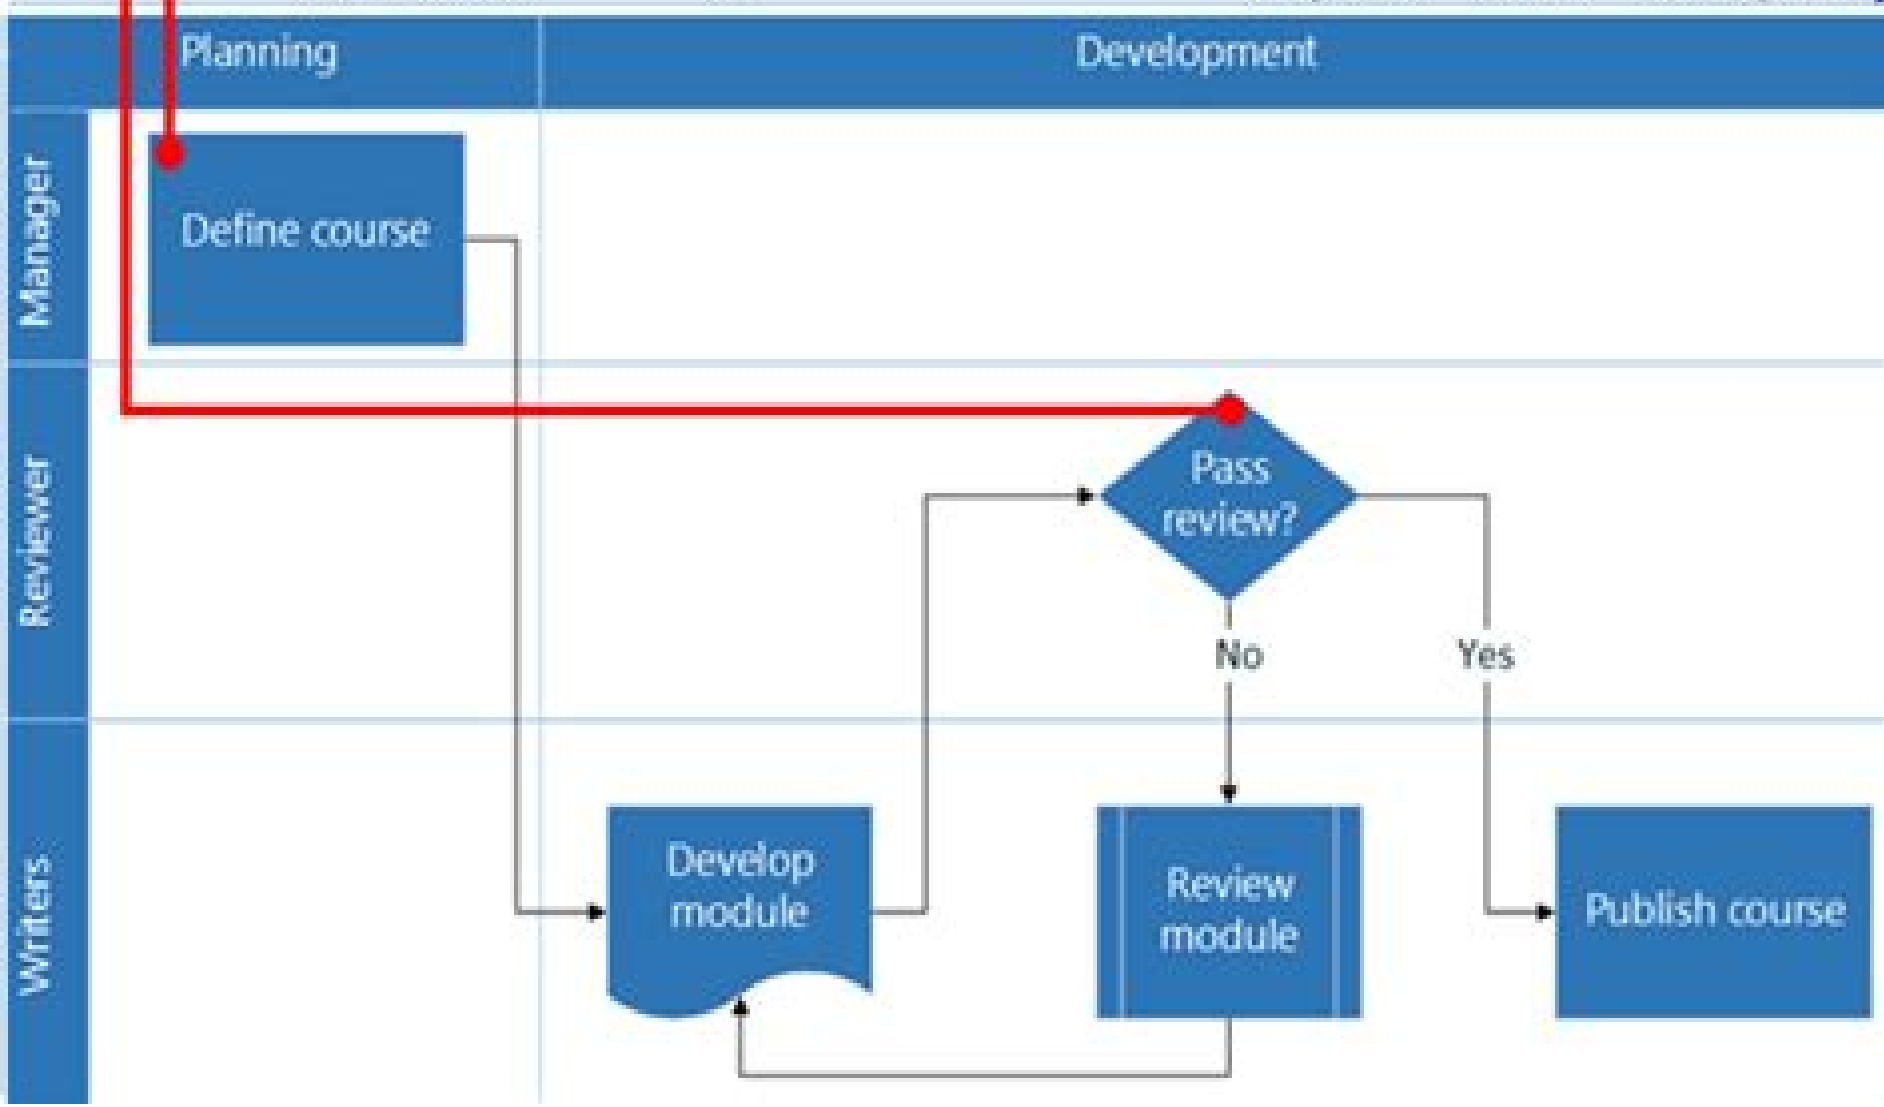 Planning
Development
Manager
Define course
Reviewer
Pass
review?
No
Yes
Writers
Develop
module
Review
module
Publish course